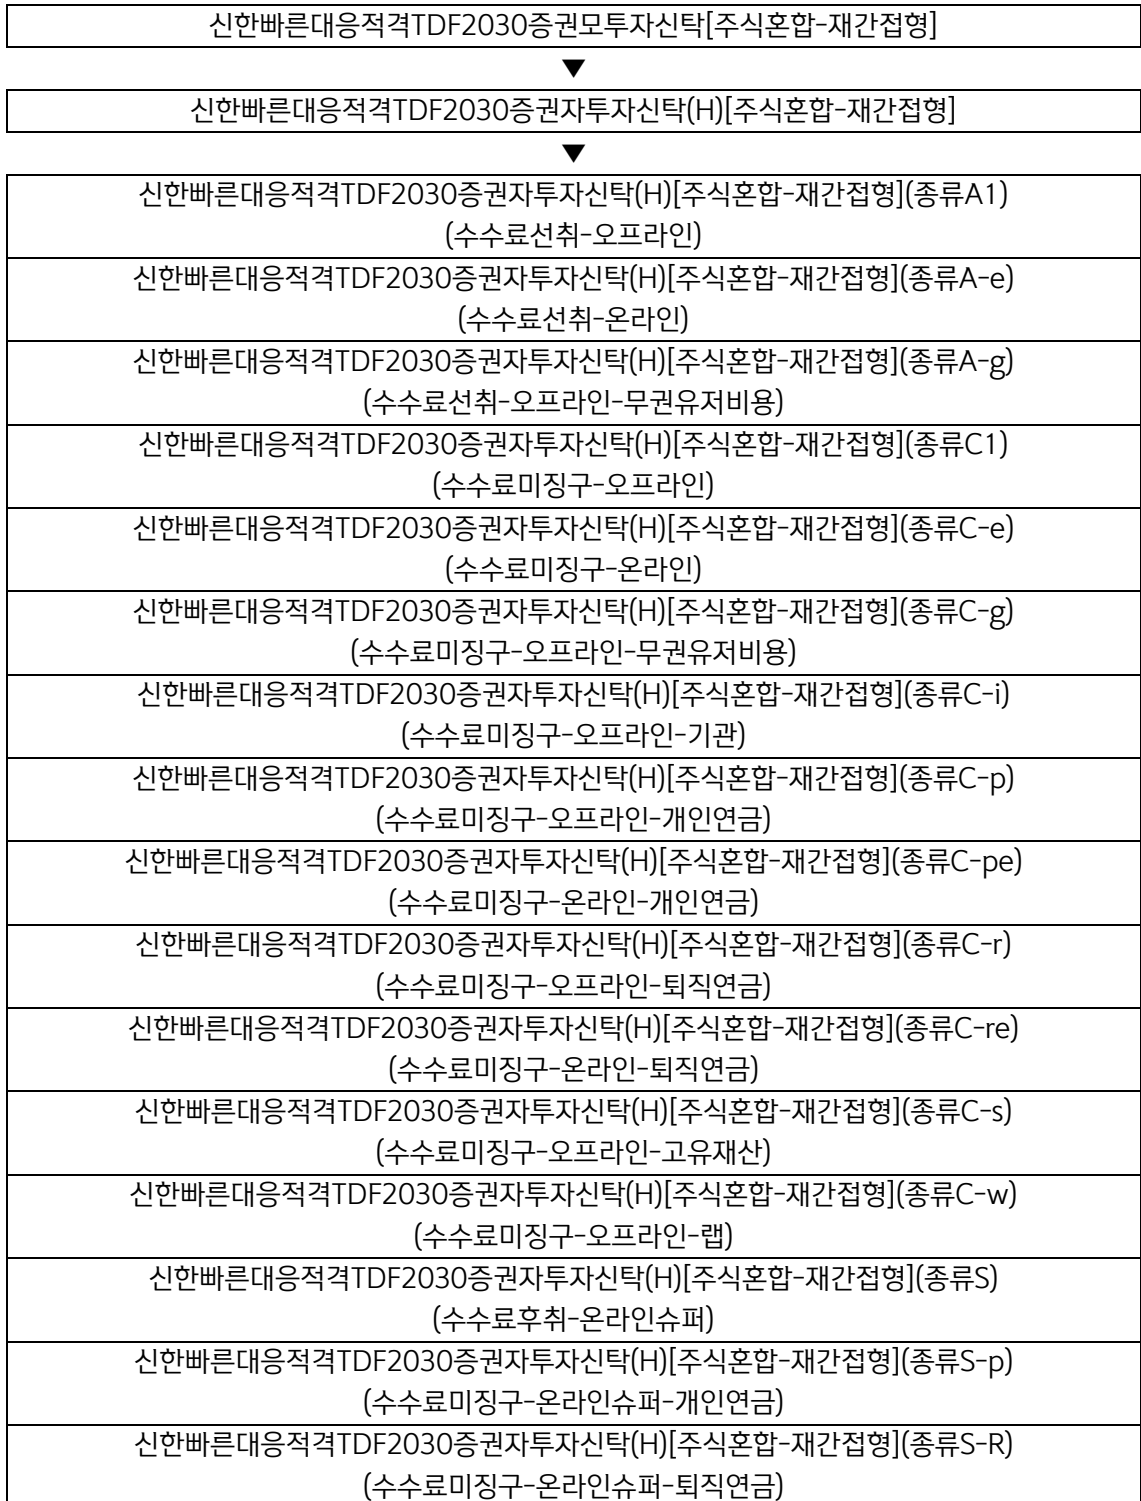 신한빠른대응적격TDF2030증권모투자신탁[주식혼합-재간접형]
▼
신한빠른대응적격TDF2030증권자투자신탁(H)[주식혼합-재간접형]
▼
신한빠른대응적격TDF2030증권자투자신탁(H)[주식혼합-재간접형](종류A1)
(수수료선취-오프라인)
신한빠른대응적격TDF2030증권자투자신탁(H)[주식혼합-재간접형](종류A-e)
(수수료선취-온라인)
신한빠른대응적격TDF2030증권자투자신탁(H)[주식혼합-재간접형](종류A-g)
(수수료선취-오프라인-무권유저비용)
신한빠른대응적격TDF2030증권자투자신탁(H)[주식혼합-재간접형](종류C1)
(수수료미징구-오프라인)
신한빠른대응적격TDF2030증권자투자신탁(H)[주식혼합-재간접형](종류C-e)
(수수료미징구-온라인)
신한빠른대응적격TDF2030증권자투자신탁(H)[주식혼합-재간접형](종류C-g)
(수수료미징구-오프라인-무권유저비용)
신한빠른대응적격TDF2030증권자투자신탁(H)[주식혼합-재간접형](종류C-i)
(수수료미징구-오프라인-기관)
신한빠른대응적격TDF2030증권자투자신탁(H)[주식혼합-재간접형](종류C-p)
(수수료미징구-오프라인-개인연금)
신한빠른대응적격TDF2030증권자투자신탁(H)[주식혼합-재간접형](종류C-pe)
(수수료미징구-온라인-개인연금)
신한빠른대응적격TDF2030증권자투자신탁(H)[주식혼합-재간접형](종류C-r)
(수수료미징구-오프라인-퇴직연금)
신한빠른대응적격TDF2030증권자투자신탁(H)[주식혼합-재간접형](종류C-re)
(수수료미징구-온라인-퇴직연금)
신한빠른대응적격TDF2030증권자투자신탁(H)[주식혼합-재간접형](종류C-s)
(수수료미징구-오프라인-고유재산)
신한빠른대응적격TDF2030증권자투자신탁(H)[주식혼합-재간접형](종류C-w)
(수수료미징구-오프라인-랩)
신한빠른대응적격TDF2030증권자투자신탁(H)[주식혼합-재간접형](종류S)
(수수료후취-온라인슈퍼)
신한빠른대응적격TDF2030증권자투자신탁(H)[주식혼합-재간접형](종류S-p)
(수수료미징구-온라인슈퍼-개인연금)
신한빠른대응적격TDF2030증권자투자신탁(H)[주식혼합-재간접형](종류S-R)
(수수료미징구-온라인슈퍼-퇴직연금)